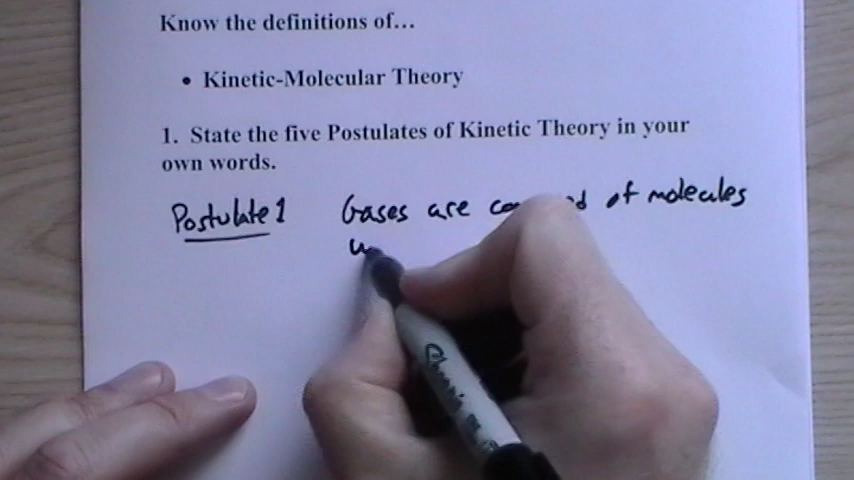 Know the definitions of...
• Kinetic-Molecular Theory
1. State the five Postulates of Kinetic Theory in your
own words.
Postulate 1 Gases are of molecules